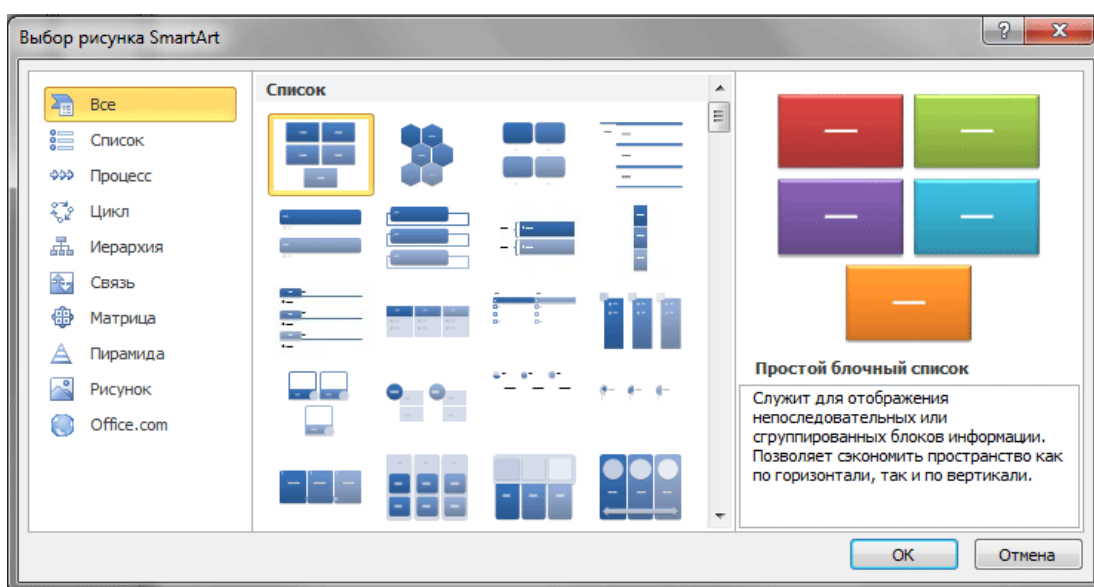 Выбор рисунка SmartArt
Все
Список
Процесс
Цикл
Иерархия
Связь
Матрица
Пирамида
Рисунок
Office.com
Список
Простой блочный список
Служит для отображения
непоследовательных или
сгруппированных блоков информации.
Позволяет сэкономить пространство как
по горизонтали, так и по вертикали.
ОК
Отмена